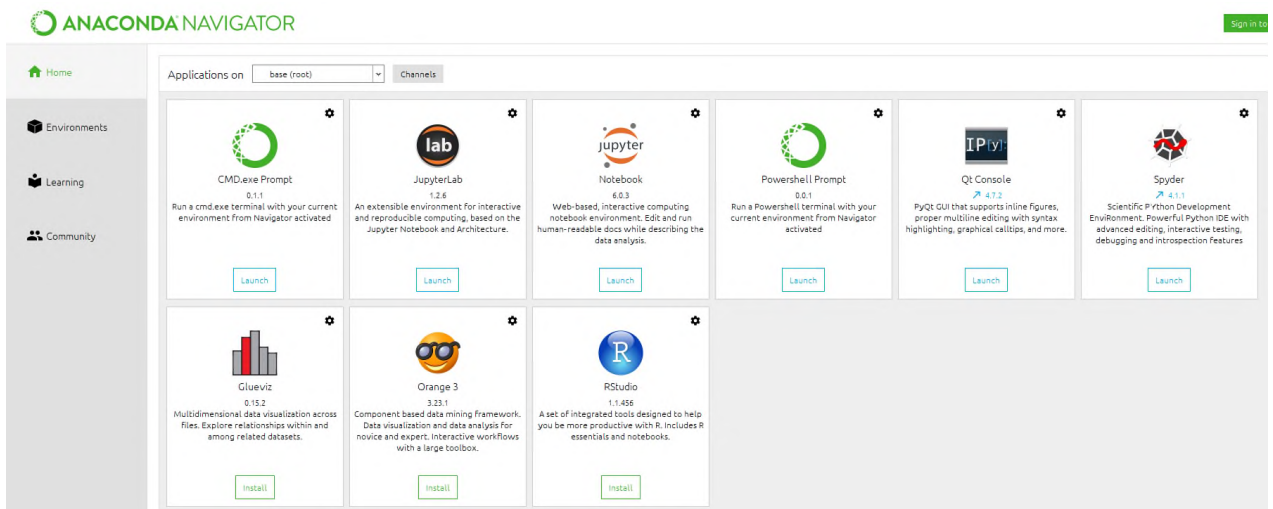 ANACONDA NAVIGATOR
Sign in to
Home
Environments
Learning
Community
Applications on
base (root)
Channels
CMD.exe Prompt
0.1.1
Run a cmd.exe terminal with your current
environment from Navigator activated
Launch
lab
JupyterLab
1.2.6
An extensible environment for interactive
and reproducible computing, based on the
Jupyter Notebook and Architecture.
Launch
jupyter
Notebook
6.0.3
Web-based, interactive computing
notebook environment. Edit and run
human-readable docs while describing the
data analysis.
Launch
Powershell Prompt
0.0.1
Run a Powershell terminal with your
current environment from Navigator
activated
Launch
IP[y]:
Qt Console
4.7.2
PyQt GUI that supports inline figures,
proper multiline editing with syntax
highlighting, graphical calltips, and more.
Launch
Spyder
4.1.1
Scientific PYthon Development
EnviRonment. Powerful Python IDE with
advanced editing, interactive testing,
debugging and introspection features
Launch
Glueviz
0.15.2
Multidimensional data visualization across
files. Explore relationships within and
among related datasets.
Install
Orange 3
3.23.1
Component based data mining framework.
Data visualization and data analysis for
novice and expert. Interactive workflows
with a large toolbox.
Install
R
RStudio
1.1.456
A set of integrated tools designed to help
you be more productive with R. Includes R
essentials and notebooks.
Install